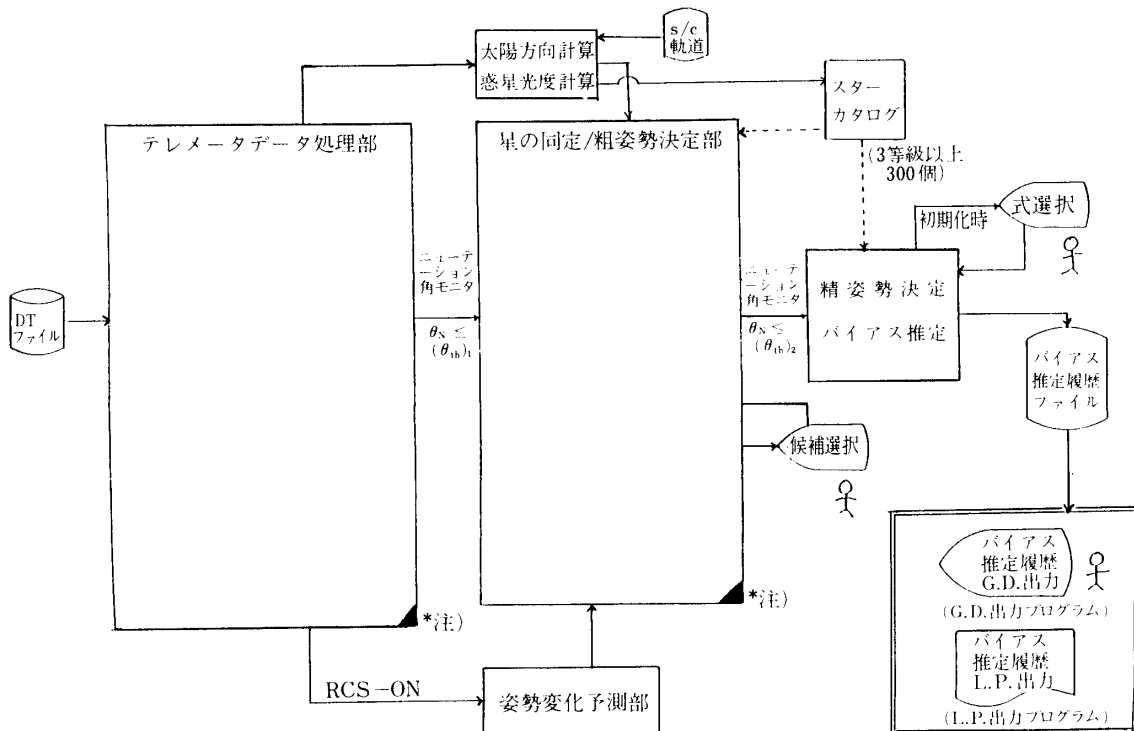 s/c
軌道
太陽方向計算
惑星光度計算
スター
カタログ
テレメータデータ処理部
星の同定/粗姿勢決定部
(3等級以上
300個)
初期化時
式選択
ニューテ
ーション
角モニタ
θN ≤
(θth)1
ニューテ
ーション
角モニタ
θN ≤
(θth)2
精姿勢決定
バイアス推定
DT
ファイル
バイアス
推定履歴
ファイル
候補選択
*注)
*注)
バイアス
推定履歴
G.D.出力
(G.D.出力プログラム)
バイアス
推定履歴
L.P.出力
(L.P.出力プログラム)
RCS-ON
姿勢変化予測部